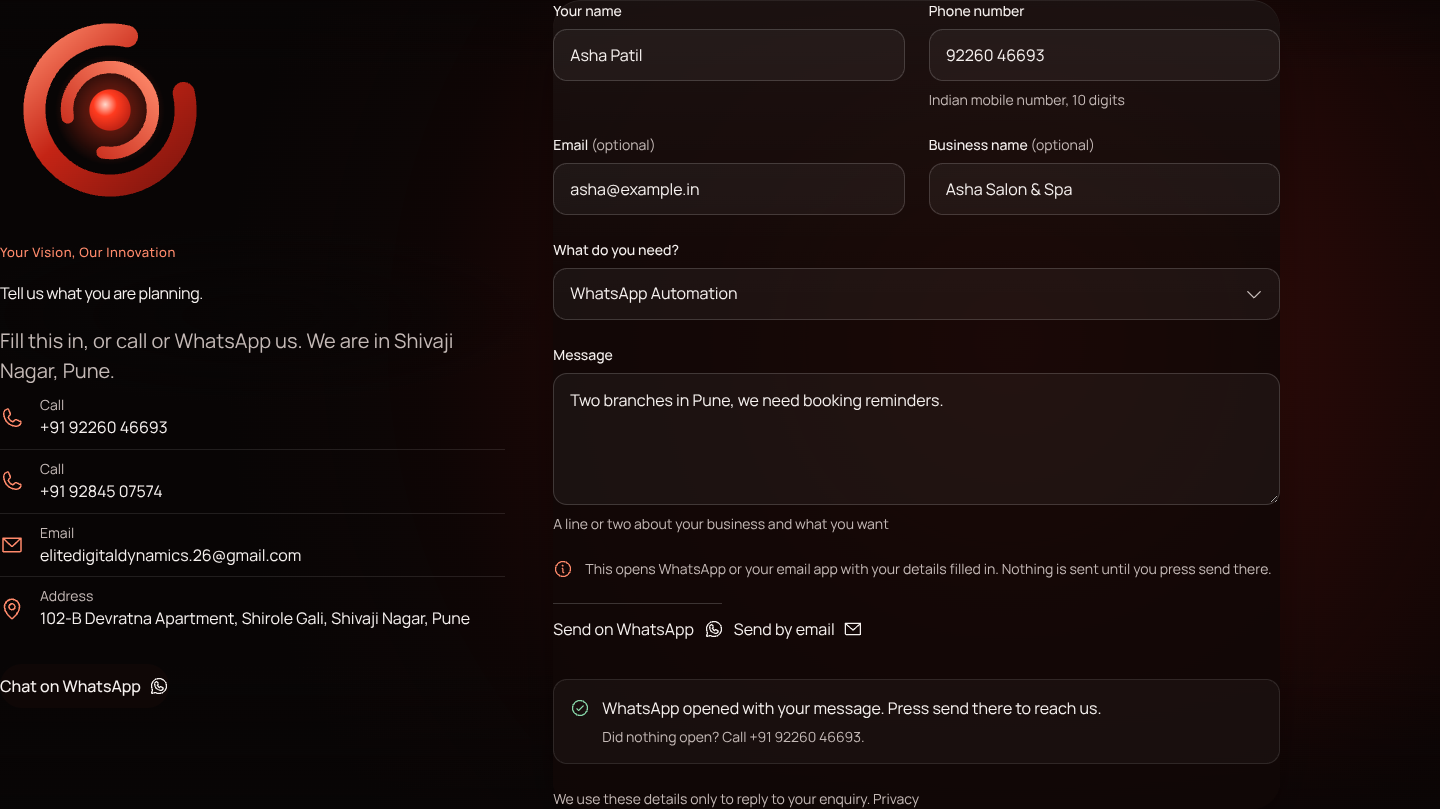 Your Vision, Our Innovation
Tell us what you are planning.
Fill this in, or call or WhatsApp us. We are in Shivaji
Nagar, Pune.
Call
+91 92260 46693
Call
+91 92845 07574
Email
elitedigitaldynamics.26@gmail.com
Address
102-B Devratna Apartment, Shirole Gali, Shivaji Nagar, Pune
Chat on WhatsApp
Your name
Asha Patil
Phone number
92260 46693
Indian mobile number, 10 digits
Email (optional)
asha@example.in
Business name (optional)
Asha Salon & Spa
What do you need?
WhatsApp Automation
Message
Two branches in Pune, we need booking reminders.
A line or two about your business and what you want
This opens WhatsApp or your email app with your details filled in. Nothing is sent until you press send there.
Send on WhatsApp
Send by email
WhatsApp opened with your message. Press send there to reach us.
Did nothing open? Call +91 92260 46693.
We use these details only to reply to your enquiry. Privacy